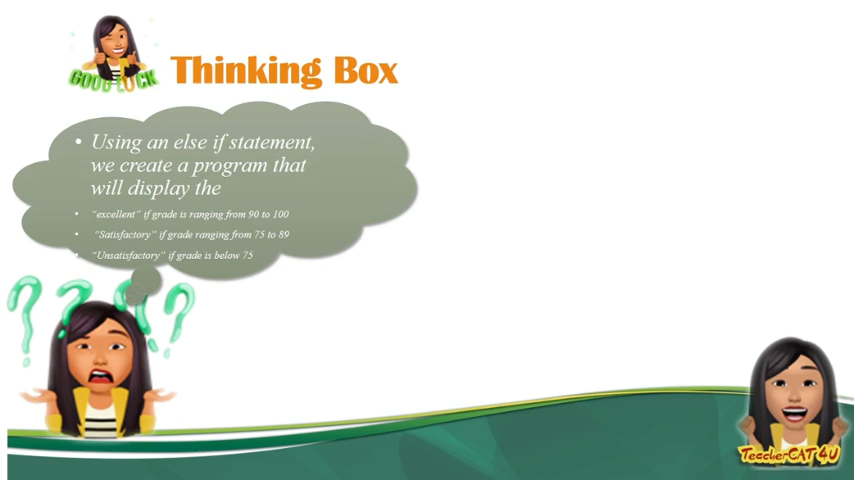 GOOD LUCK
Thinking Box
• Using an else if statement,
we create a program that
will display the
• “excellent” if grade is ranging from 90 to 100
• “Satisfactory” if grade ranging from 75 to 89
• “Unsatisfactory” if grade is below 75
TeacherCAT 4U